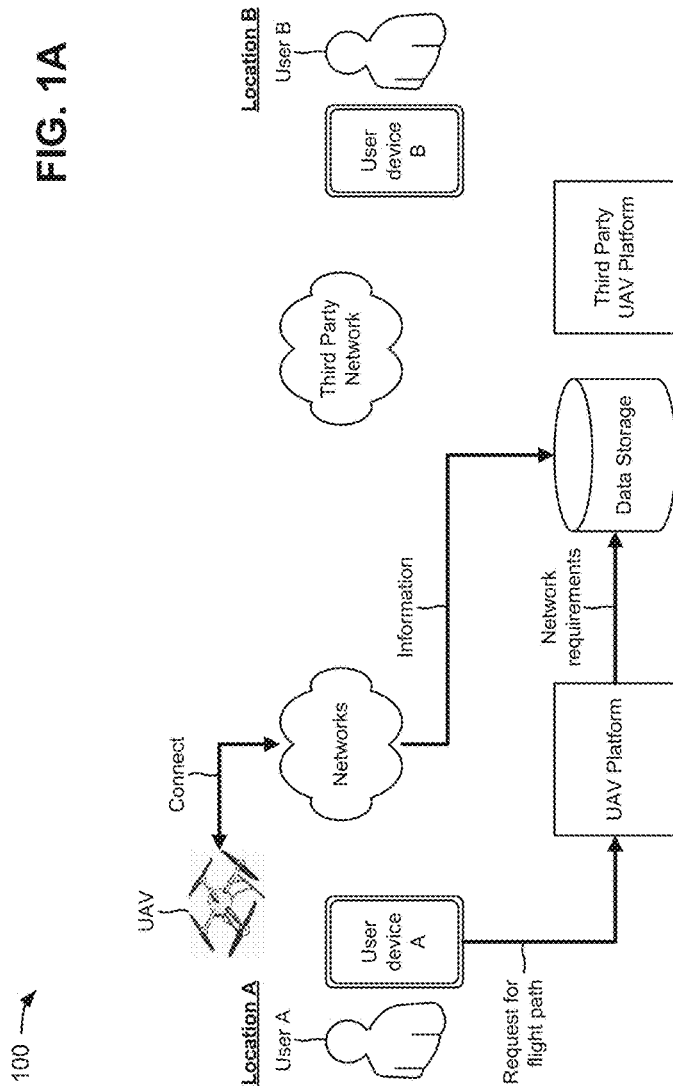 100
FIG. 1A
Location A
User A
UAV
Connect
Location B
User B
User device
A
Networks
Third Party
Network
User device
B
Information
Request for
flight path
UAV Platform
Network
requirements
Data Storage
Third Party
UAV Platform